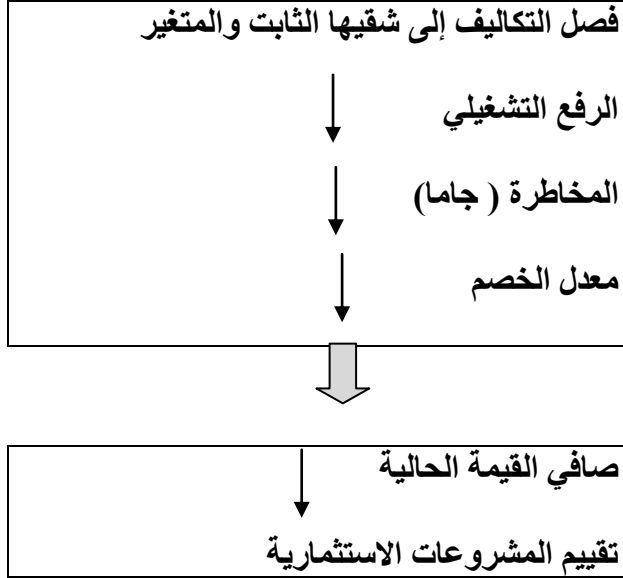 فصل التكاليف إلى شقيها الثابت والمتغير
الرفع التشغيلي
المخاطرة ( جاما)
معدل الخصم
صافي القيمة الحالية
تقييم المشروعات الاستثمارية